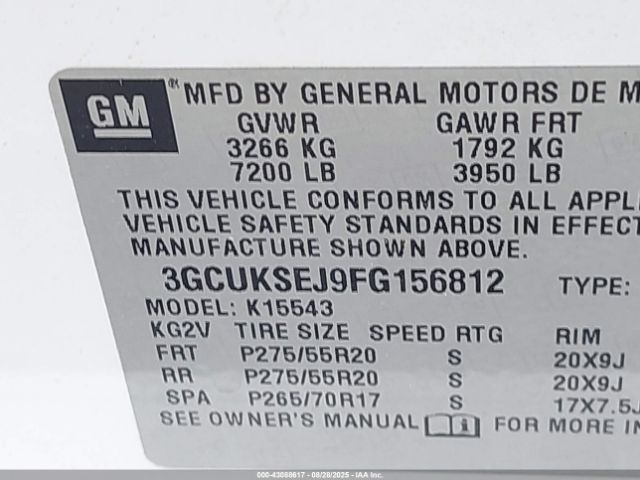 GM ® MFD BY GENERAL MOTORS DE M
GVWR GAWR FRT
3266 KG 1792 KG
7200 LB 3950 LB
THIS VEHICLE CONFORMS TO ALL APPLI
VEHICLE SAFETY STANDARDS IN EFFECT
MANUFACTURE SHOWN ABOVE.
3GCUKSEJ9FG156812 TYPE:
MODEL: K15543
KG2V TIRE SIZE SPEED RTG RIM
FRT P275/55R20 S 20X9J
RR P275/55R20 S 20X9J
SPA P265/70R17 S 17X7.5J
SEE OWNER'S MANUAL FOR MORE IN
000-43088617 - 08/28/2025 - IAA Inc.